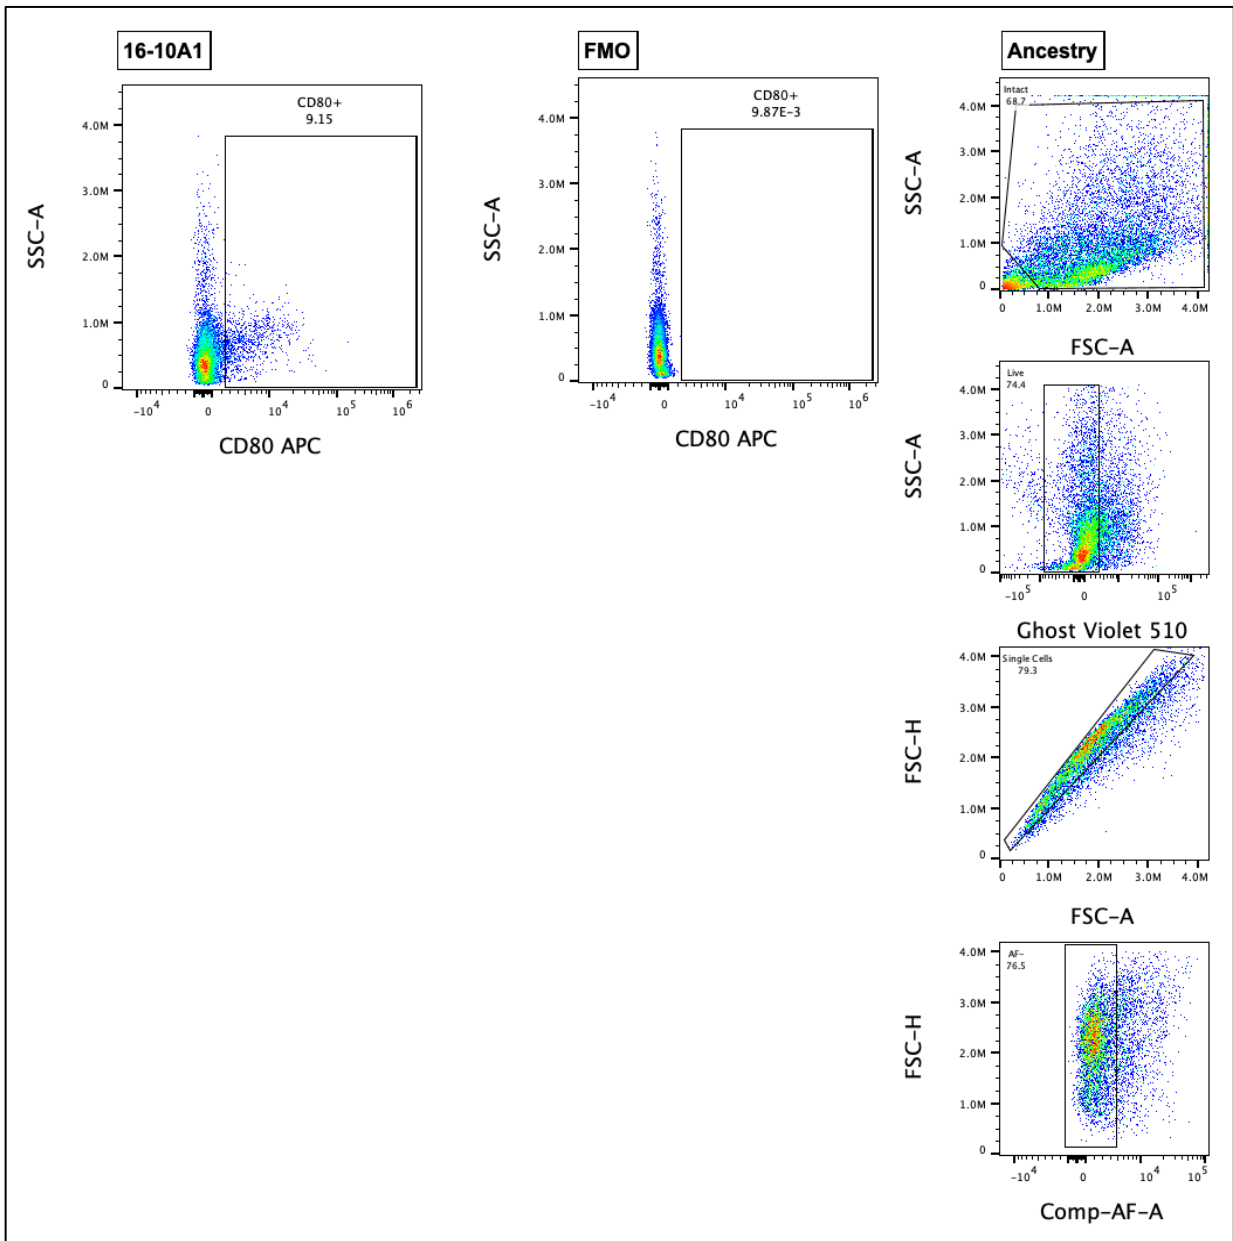 16-10A1
CD80+
9.15
SSC-A
4.0M
3.0M
2.0M
1.0M
0
-10^4
0
10^4
10^5
10^6
CD80 APC
FMO
CD80+
9.87E-3
SSC-A
4.0M
3.0M
2.0M
1.0M
0
-10^4
0
10^4
10^5
10^6
CD80 APC
Ancestry
Intact
68.7
SSC-A
4.0M
3.0M
2.0M
1.0M
0
0
1.0M
2.0M
3.0M
4.0M
FSC-A
Live
74.4
SSC-A
4.0M
3.0M
2.0M
1.0M
0
-10^5
0
10^5
Ghost Violet 510
Single Cells
79.3
FSC-H
4.0M
3.0M
2.0M
1.0M
0
0
1.0M
2.0M
3.0M
4.0M
FSC-A
AF-
76.5
FSC-H
4.0M
3.0M
2.0M
1.0M
0
-10^4
0
10^4
10^5
Comp-AF-A